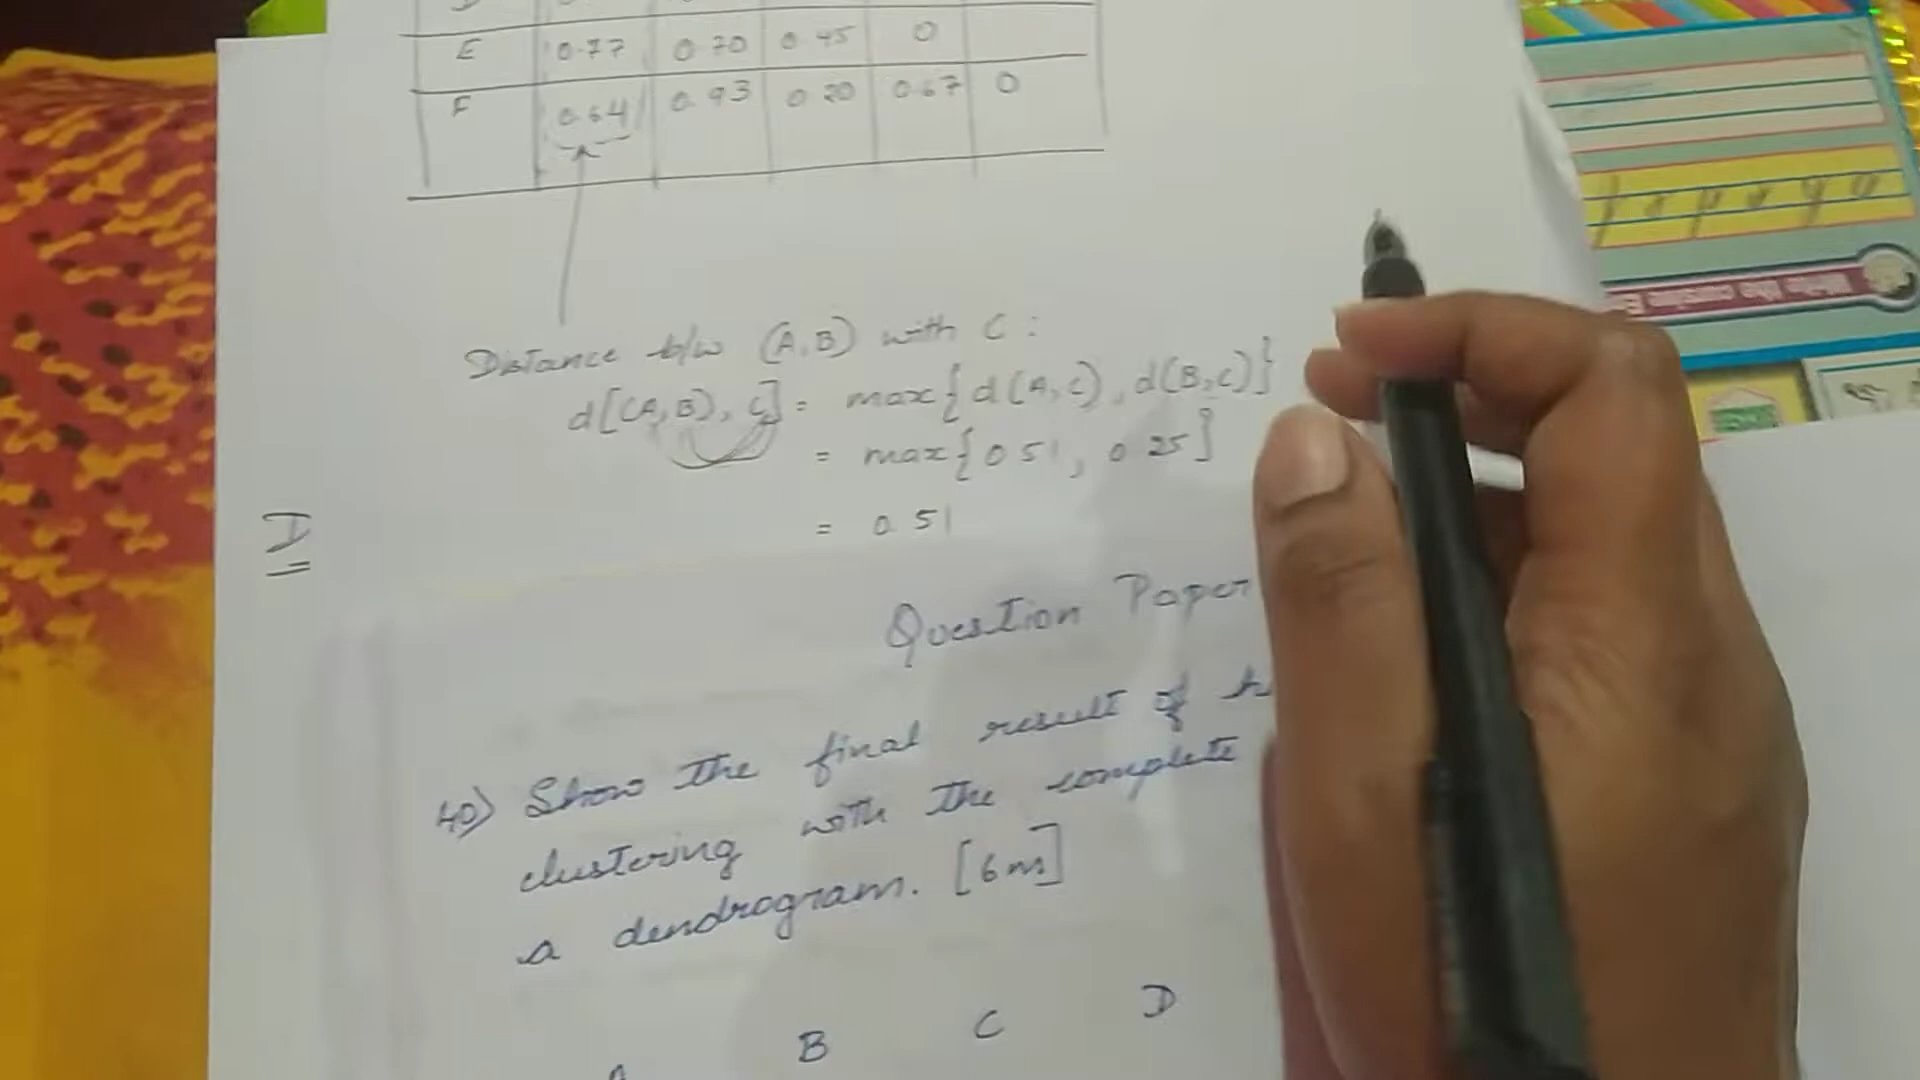 E 0.77 0.70 0.45 0
F 0.64 0.93 0.20 0.67 0
Distance b/w (A,B) with C:
d[(A,B), C] = max{d(A,C), d(B,C)}
= max{0.51, 0.25}
= 0.51
I
Question Paper
40) Show the final result of
clustering with the complete
a dendrogram. [6m]
A B C D